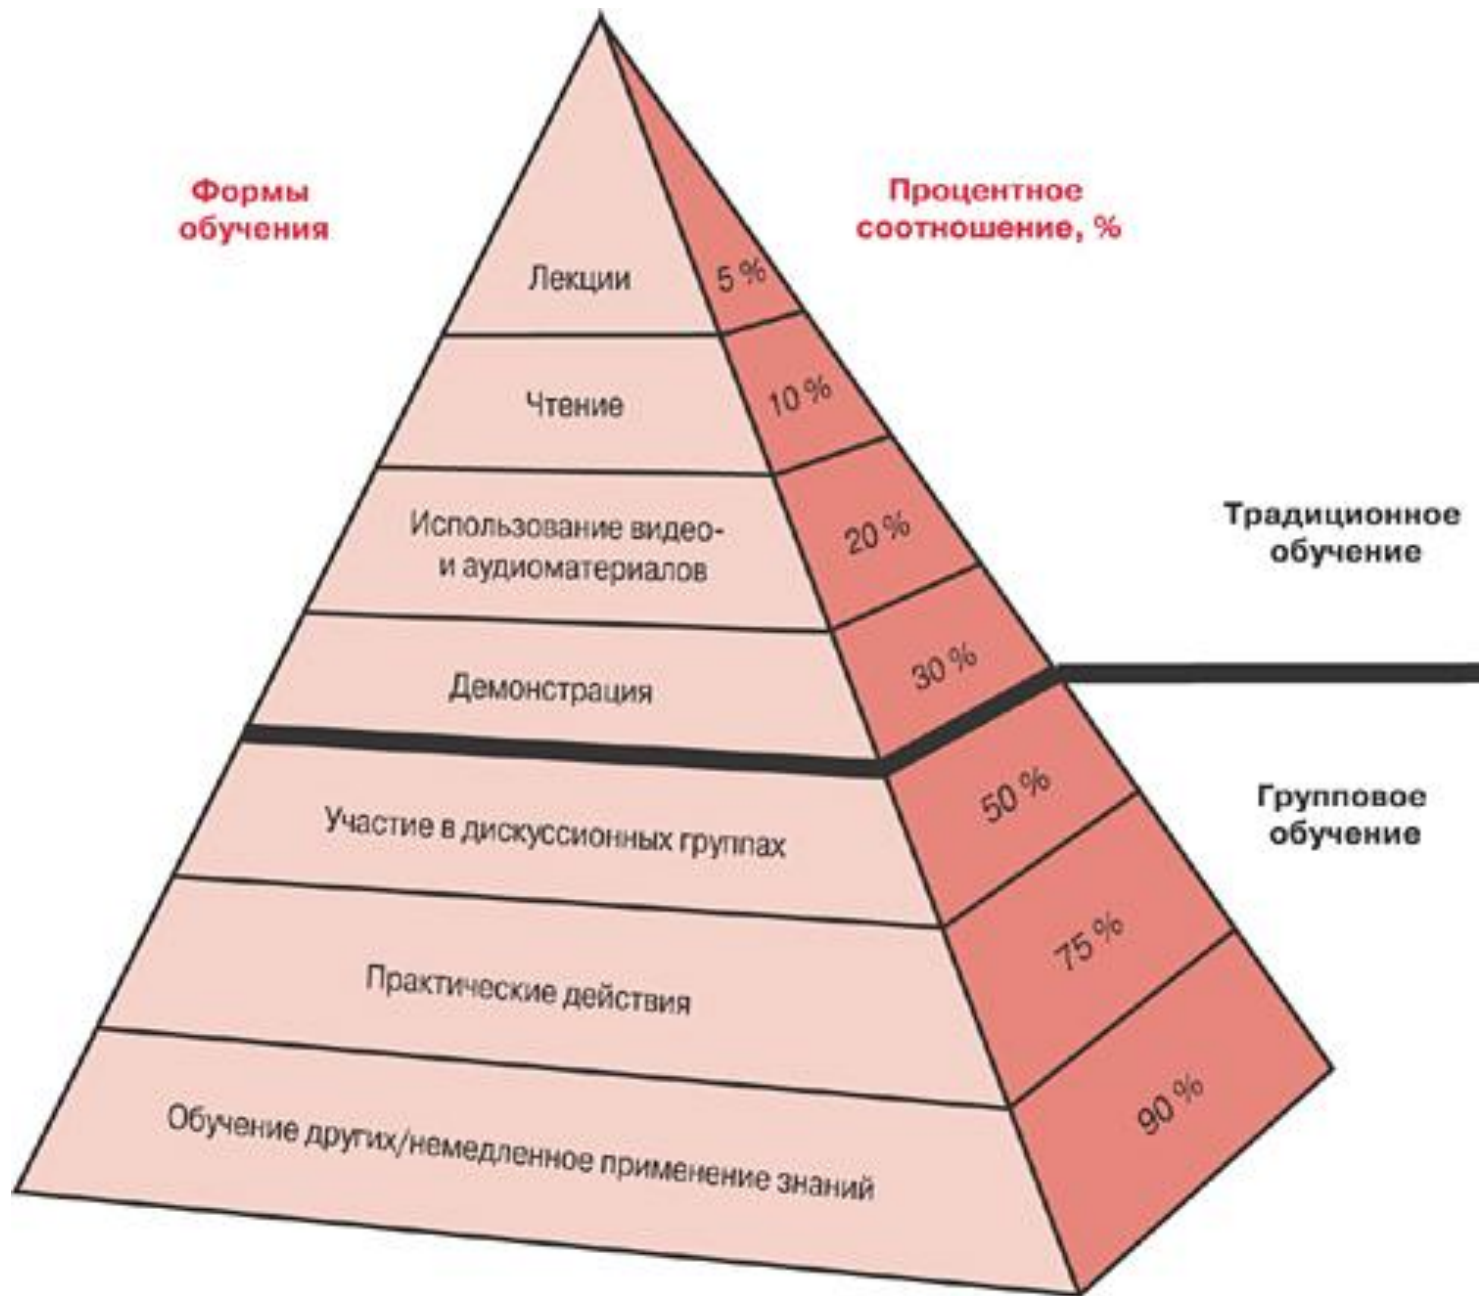 Формы
обучения
Процентное
соотношение, %
Лекции
5 %
Чтение
10 %
Использование видео-
и аудиоматериалов
20 %
Традиционное
обучение
Демонстрация
30 %
Участие в дискуссионных группах
50 %
Групповое
обучение
Практические действия
75 %
Обучение других/немедленное применение знаний
90 %